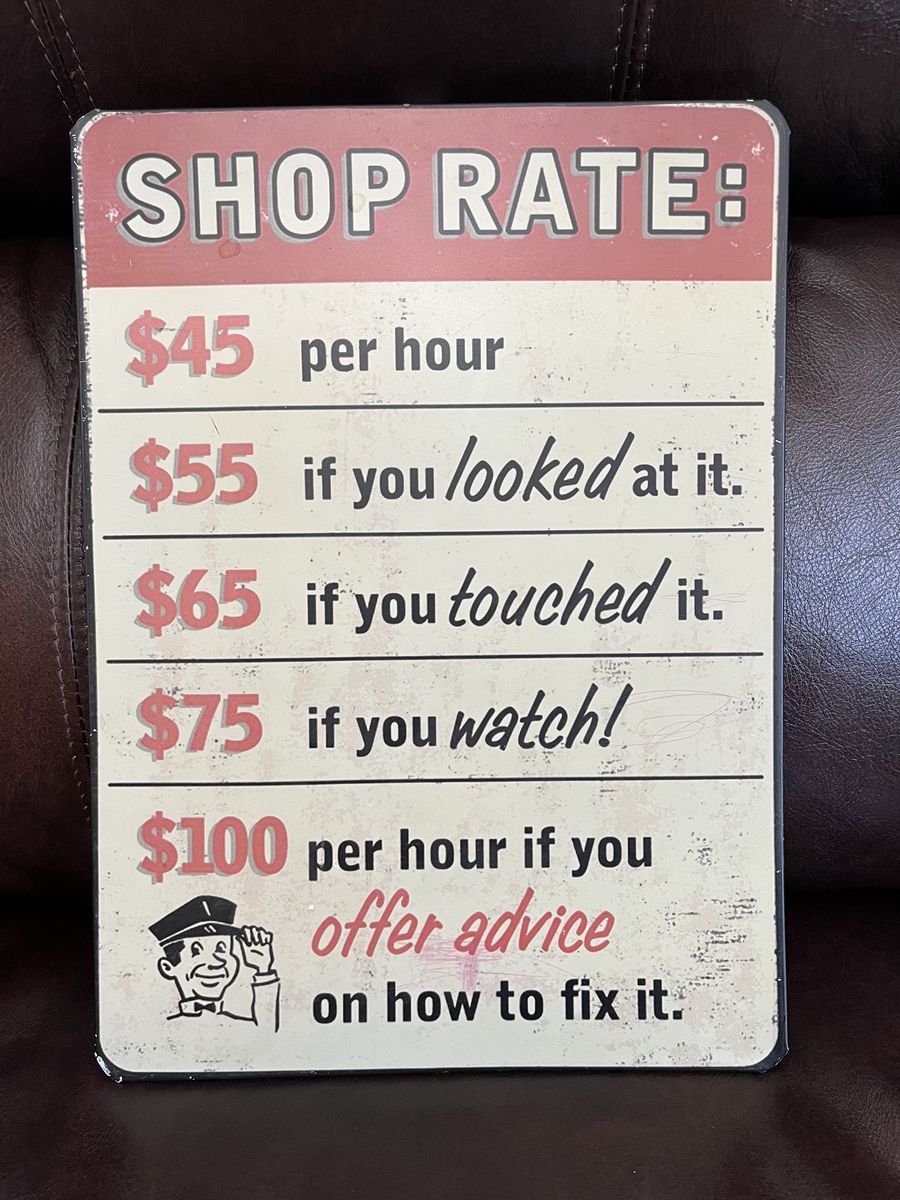 SHOP RATE:
$45 per hour
$55 if you looked at it.
$65 if you touched it.
$75 if you watch!
$100 per hour if you
offer advice
on how to fix it.